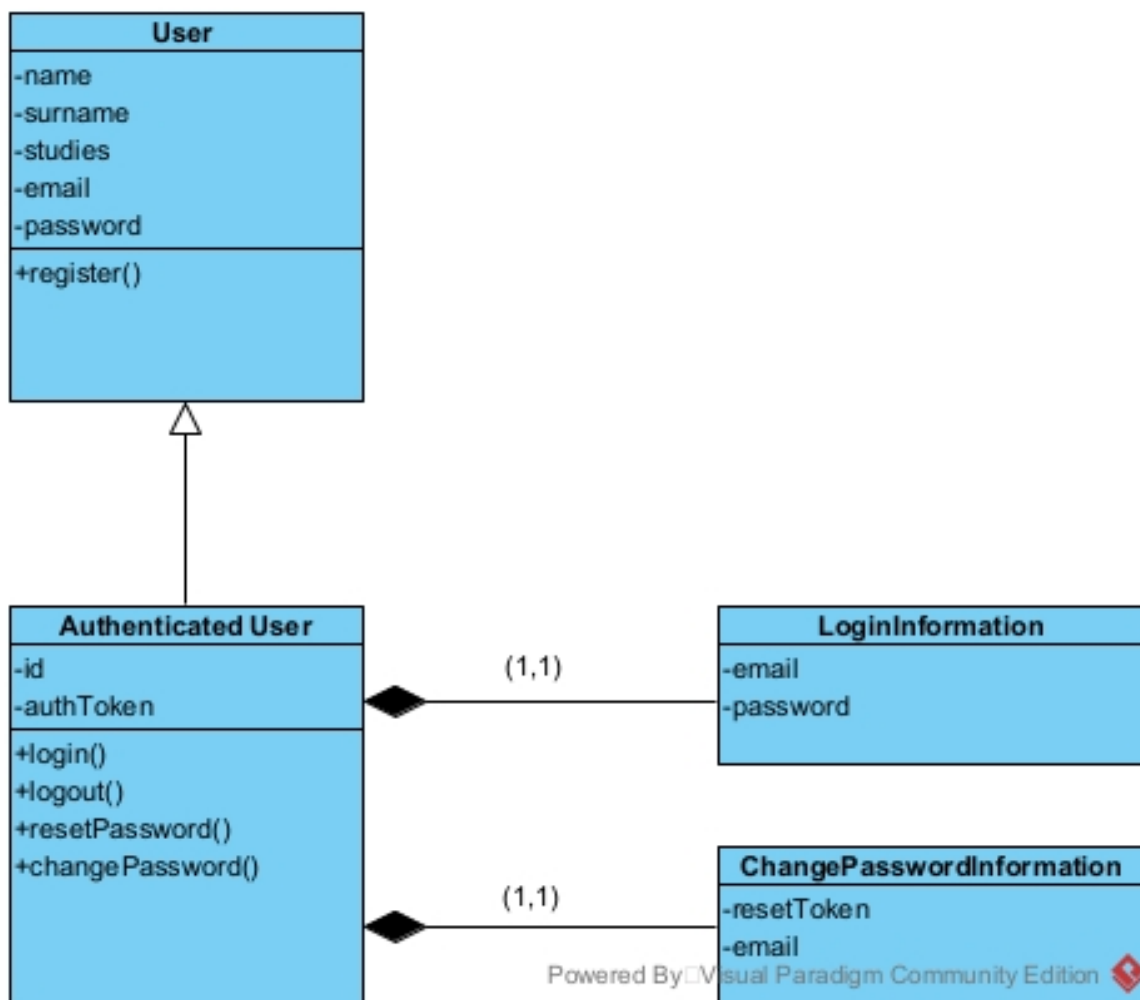 User
-name
-surname
-studies
-email
-password
+register()
Authenticated User
-id
-authToken
+login()
+logout()
+resetPassword()
+changePassword()
(1,1)
(1,1)
LoginInformation
-email
-password
ChangePasswordInformation
-resetToken
-email
Powered By Visual Paradigm Community Edition